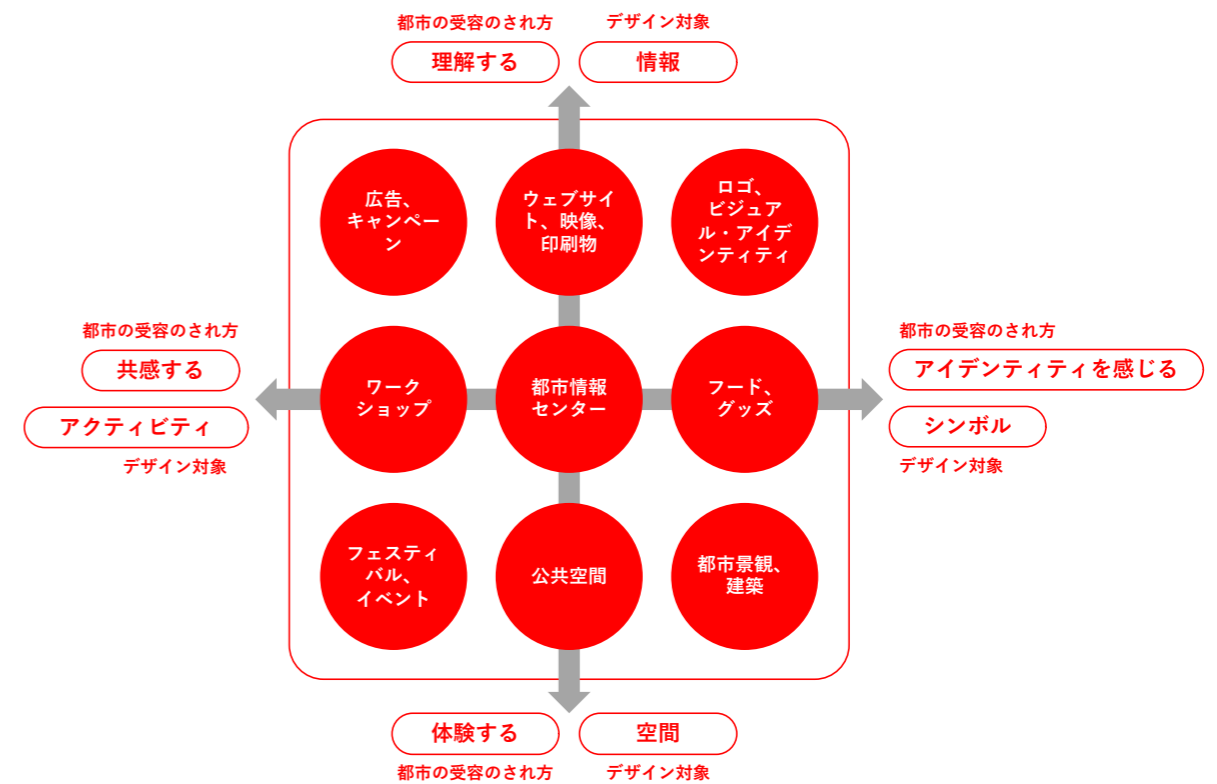 都市の受容のされ方
デザイン対象
理解する
情報
広告、
キャンペー
ン
ウェブサイ
ト、映像、
印刷物
ロゴ、
ビジュア
ル・アイデ
ンティティ
都市の受容のされ方
共感する
アクティビティ
デザイン対象
ワーク
ショップ
都市情報
センター
フード、
グッズ
都市の受容のされ方
アイデンティティを感じる
シンボル
デザイン対象
フェスティ
バル、
イベント
公共空間
都市景観、
建築
体験する
空間
都市の受容のされ方
デザイン対象